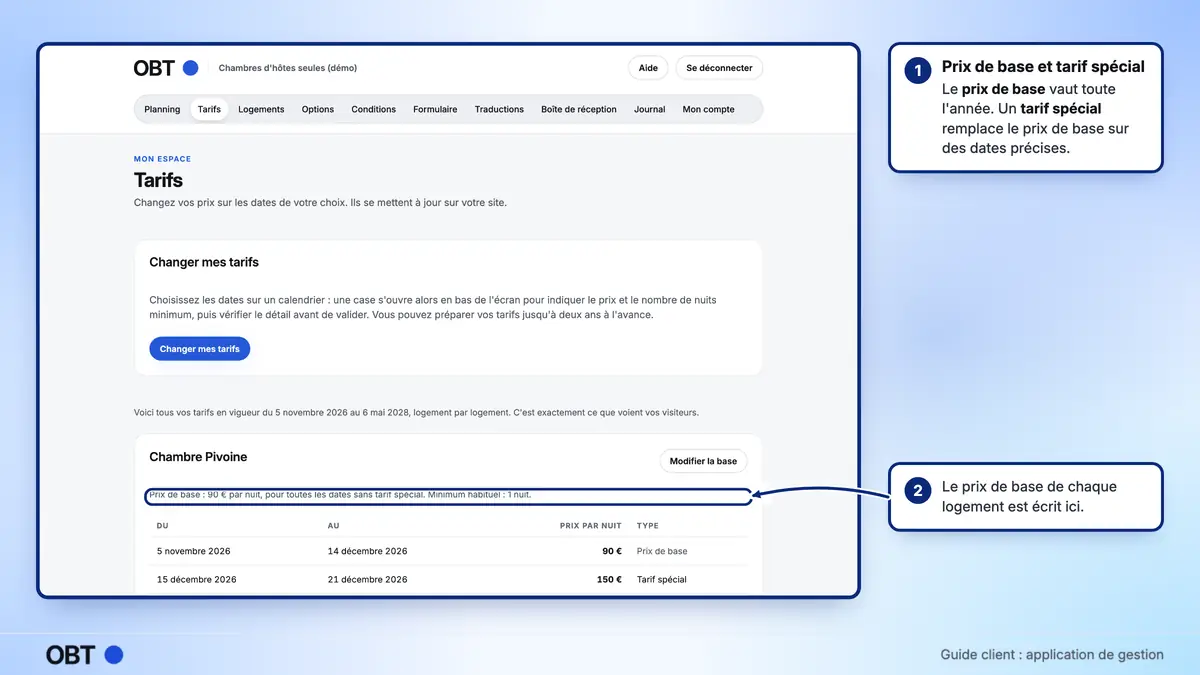 OBT
Chambres d'hôtes seules (démo)
Aide
Se déconnecter
Planning
Tarifs
Logements
Options
Conditions
Formulaire
Traductions
Boîte de réception
Journal
Mon compte
MON ESPACE
Tarifs
Changez vos prix sur les dates de votre choix. Ils se mettent à jour sur votre site.
Changer mes tarifs
Choisissez les dates sur un calendrier : une case s'ouvre alors en bas de l'écran pour indiquer le prix et le nombre de nuits
minimum, puis vérifier le détail avant de valider. Vous pouvez préparer vos tarifs jusqu'à deux ans à l'avance.
Changer mes tarifs
Voici tous vos tarifs en vigueur du 5 novembre 2026 au 6 mai 2028, logement par logement. C'est exactement ce que voient vos visiteurs.
Chambre Pivoine
Modifier la base
Prix de base : 90 € par nuit, pour toutes les dates sans tarif spécial. Minimum habituel : 1 nuit.
DU AU PRIX PAR NUIT TYPE
5 novembre 2026 14 décembre 2026 90 € Prix de base
15 décembre 2026 21 décembre 2026 150 € Tarif spécial
1 Prix de base et tarif spécial
Le prix de base vaut toute
l'année. Un tarif spécial
remplace le prix de base sur
des dates précises.
2 Le prix de base de chaque
logement est écrit ici.
OBT
Guide client : application de gestion